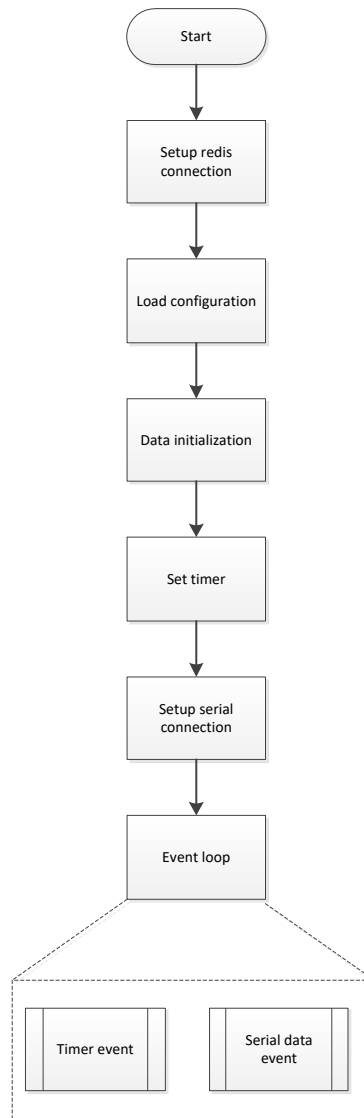 Start
Setup redis
connection
Load configuration
Data initialization
Set timer
Setup serial
connection
Event loop
Timer event
Serial data
event